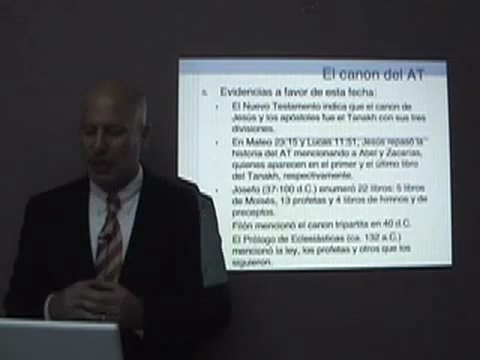 El canon del AT
5. Evidencias a favor de esta fecha:
• El Nuevo Testamento indica que el canon de
Jesús y los apóstoles fue el Tanakh con sus tres
divisiones.
• En Mateo 23:15 y Lucas 11:51, Jesús repasó la
historia del AT mencionando a Abel y Zacarías,
quienes aparecen en el primer y el último libro
del Tanakh, respectivamente.
• Josefo (37-100 d.C.) enumeró 22 libros: 5 libros
de Moisés, 13 profetas y 4 libros de himnos y de
preceptos.
Filón mencionó el canon tripartita en 40 d.C.
El Prólogo de Eclesiásticas (ca. 132 a.C.)
mencionó la ley, los profetas y otros que los
siguieron.